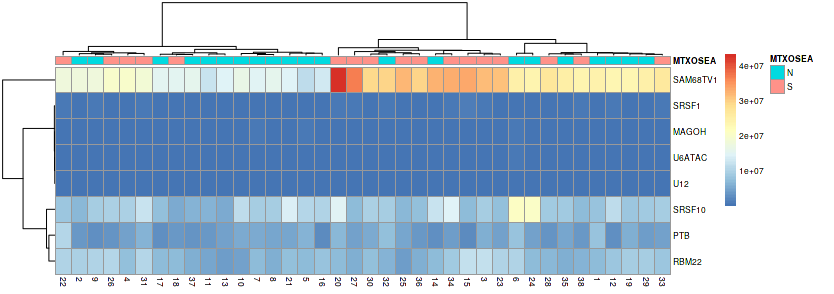 MTXOSEA
SAM68TV1
SRSF1
MAGOH
U6ATAC
U12
SRSF10
PTB
RBM22
22 2 9 26 4 31 17 18 37 11 13 10 7 8 21 5 16 20 27 30 32 25 36 14 34 15 3 23 6 24 28 35 38 1 12 19 29 33
4e+07
3e+07
2e+07
1e+07
MTXOSEA
N
S